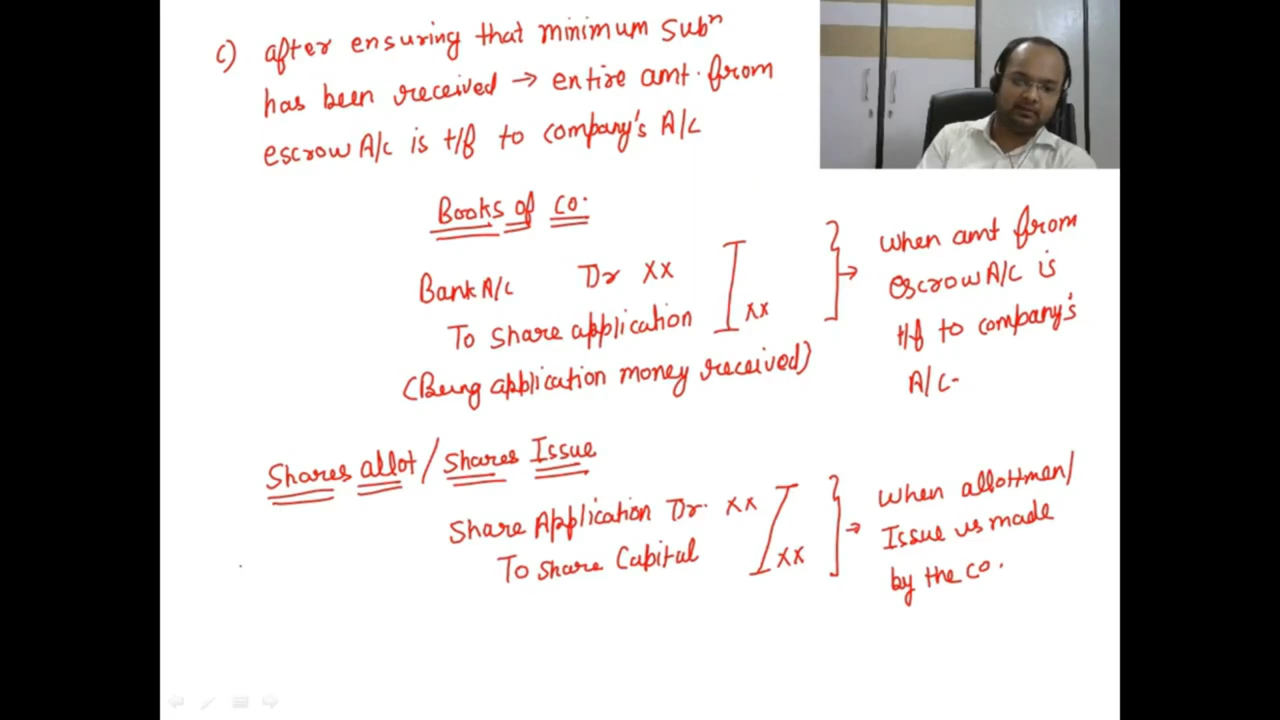 c) after ensuring that minimum Subⁿ
has been received → entire amt. from
escrow A/c is t/f to company's A/c
Books of co.
Bank A/c Dr xx
To share application xx
(Being application money received)
when amt from
escrow A/c is
t/f to company's
A/c-
Shares allot / Shares Issue
Share Application Dr. xx
To share Capital xx
→ when allottmen/
Issue us made
by the co.